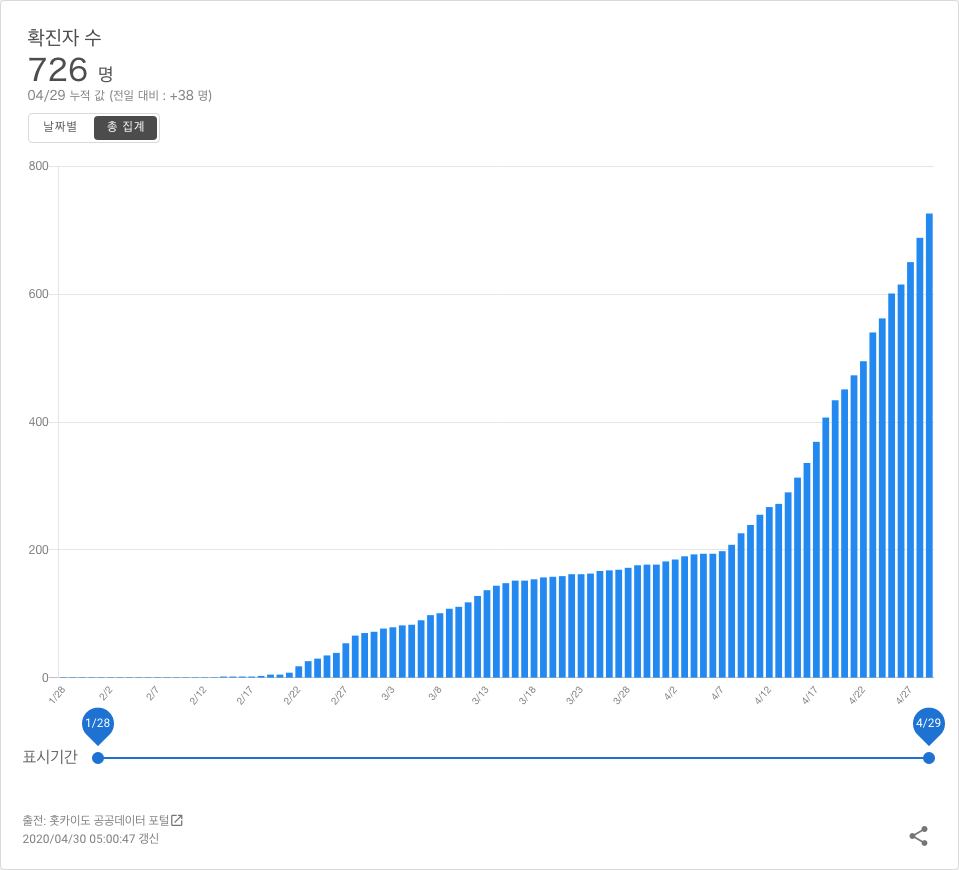 확진자 수
726 명
04/29 누적 값 (전일 대비 : +38 명)
날짜별 총 집계
800
600
400
200
0
1/28 2/2 2/7 2/12 2/17 2/22 2/27 3/3 3/8 3/13 3/18 3/23 3/28 4/2 4/7 4/12 4/17 4/22 4/27
1/28 4/29
표시기간
출전: 홋카이도 공공데이터 포털
2020/04/30 05:00:47 갱신